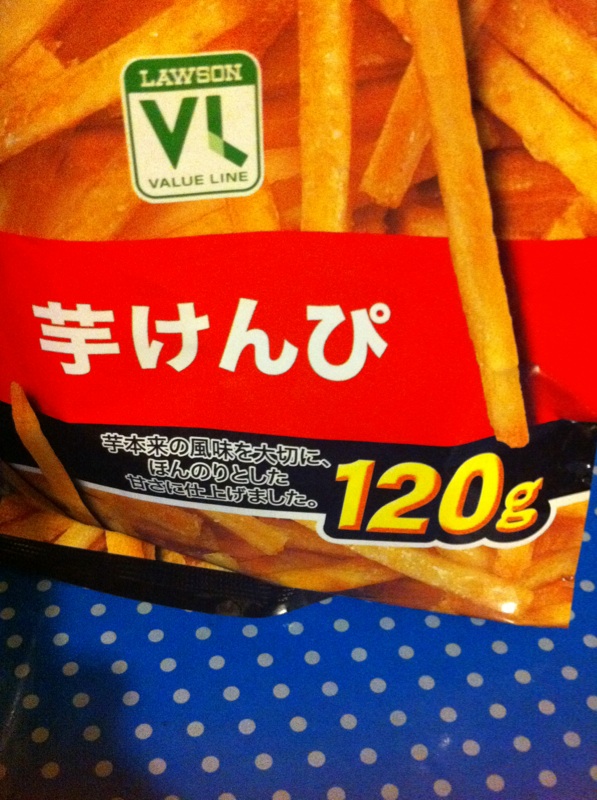 LAWSON
VL
VALUE LINE
芋けんぴ
芋本来の風味を大切に、
ほんのりとした
甘さに仕上げました。
120g